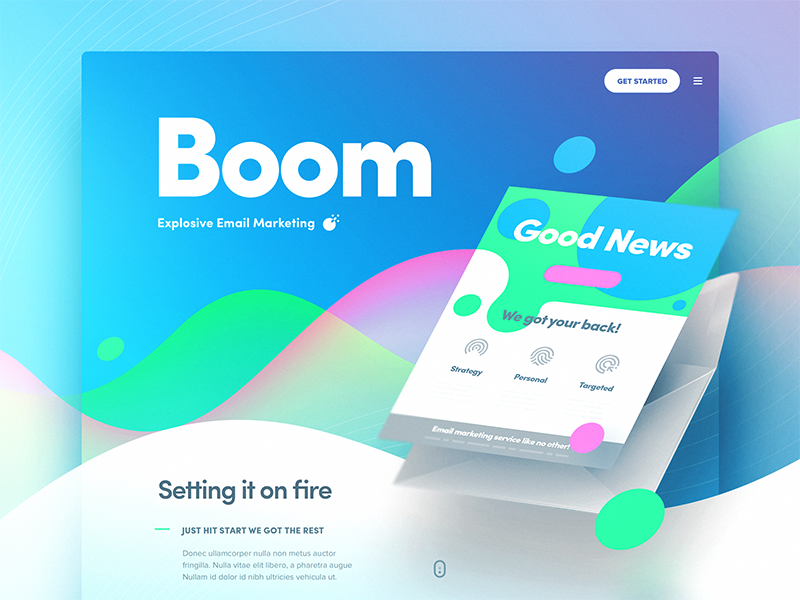 GET STARTED
Boom
Explosive Email Marketing
Good News
We got your back!
Strategy
Personal
Targeted
Email marketing service like no other!
Setting it on fire
JUST HIT START WE GOT THE REST
Donec ullamcorper nulla non metus auctor
fringilla. Nulla vitae elit libero, a pharetra augue
Nullam id dolor id nibh ultricies vehicula ut.